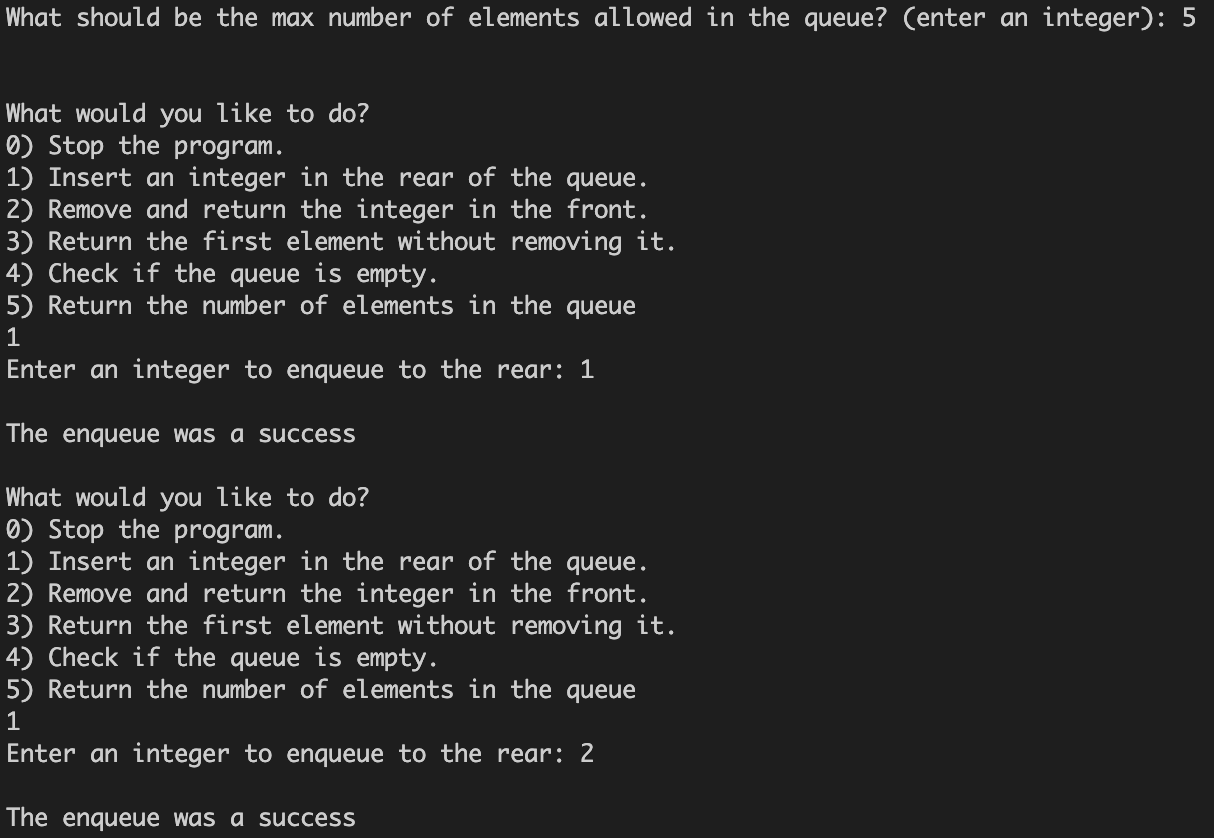 What should be the max number of elements allowed in the queue? (enter an integer): 5
What would you like to do?
0) Stop the program.
1) Insert an integer in the rear of the queue.
2) Remove and return the integer in the front.
3) Return the first element without removing it.
4) Check if the queue is empty.
5) Return the number of elements in the queue
1
Enter an integer to enqueue to the rear: 1
The enqueue was a success
What would you like to do?
0) Stop the program.
1) Insert an integer in the rear of the queue.
2) Remove and return the integer in the front.
3) Return the first element without removing it.
4) Check if the queue is empty.
5) Return the number of elements in the queue
1
Enter an integer to enqueue to the rear: 2
The enqueue was a success